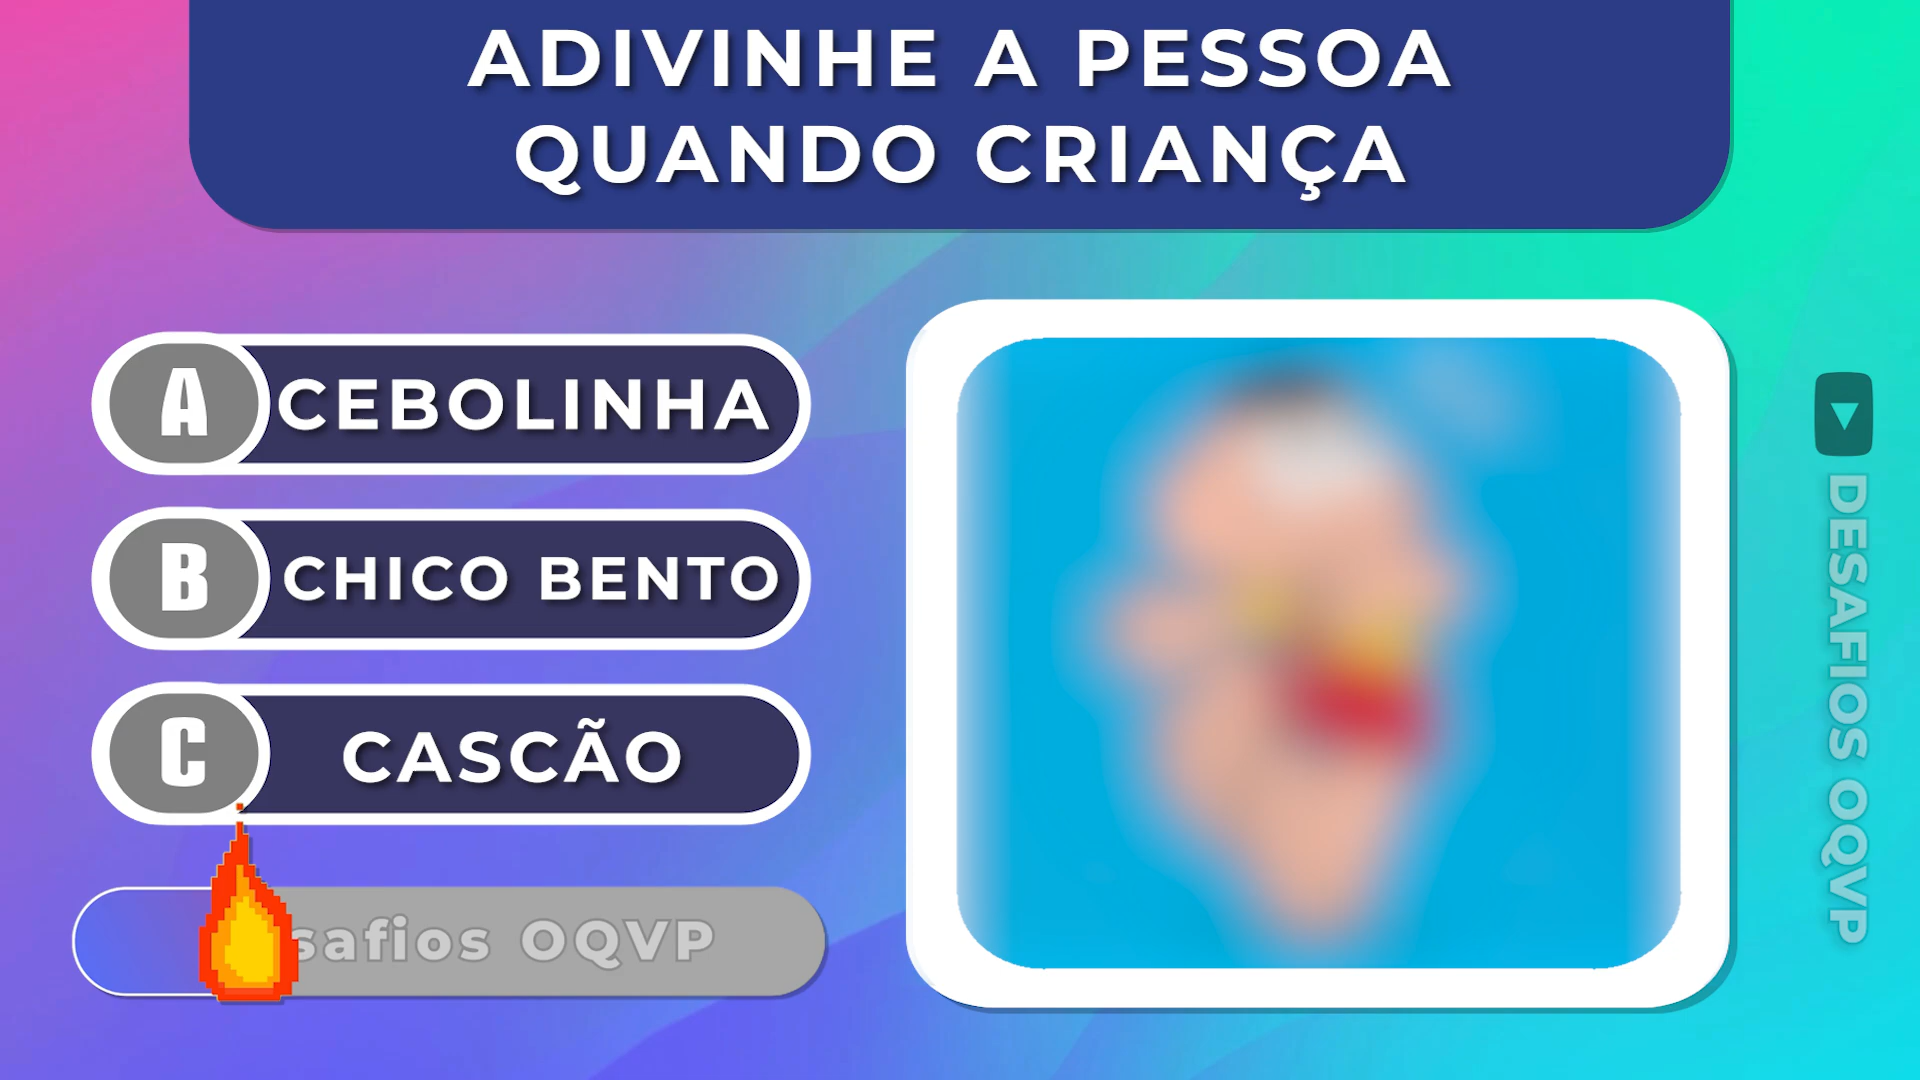 ADIVINHE A PESSOA
QUANDO CRIANÇA
A CEBOLINHA
B CHICO BENTO
C CASCÃO
safios OQVP
DESAFIOS OQVP